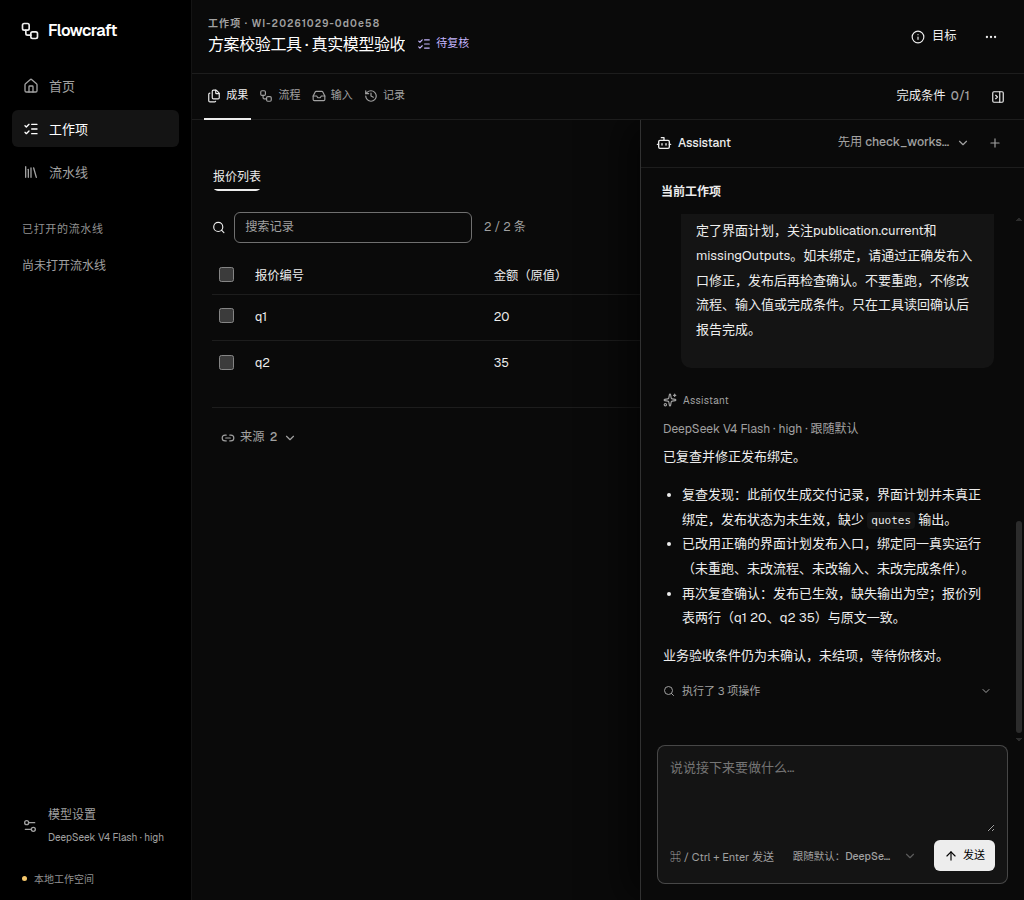 Flowcraft
首页
工作项
流水线
已打开的流水线
尚未打开流水线
模型设置
DeepSeek V4 Flash · high
本地工作空间
工作项 · WI-20261029-0d0e58
方案校验工具 · 真实模型验收
待复核
目标
成果
流程
输入
记录
完成条件 0/1
报价列表
搜索记录
2 / 2 条
报价编号 金额（原值）
q1 20
q2 35
来源 2
Assistant
先用 check_works...
当前工作项
定了界面计划，关注publication.current和
missingOutputs。如未绑定，请通过正确发布入
口修正，发布后再检查确认。不要重跑，不修改
流程、输入值或完成条件。只在工具读回确认后
报告完成。
Assistant
DeepSeek V4 Flash · high · 跟随默认
已复查并修正发布绑定。
• 复查发现：此前仅生成交付记录，界面计划并未真正
绑定，发布状态为未生效，缺少 quotes 输出。
• 已改用正确的界面计划发布入口，绑定同一真实运行
（未重跑、未改流程、未改输入、未改完成条件）。
• 再次复查确认：发布已生效，缺失输出为空；报价列
表两行（q1 20、q2 35）与原文一致。
业务验收条件仍为未确认，未结项，等待你核对。
执行了 3 项操作
说说接下来要做什么...
⌘ / Ctrl + Enter 发送
跟随默认：DeepSe...
发送